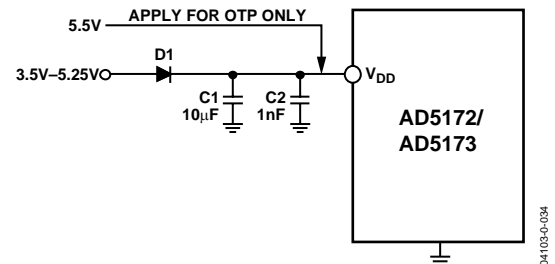 APPLY FOR OTP ONLY
5.5V
D1
3.5V–5.25V
VDD
C1
10μF
C2
1nF
AD5172/
AD5173
04103-0-034